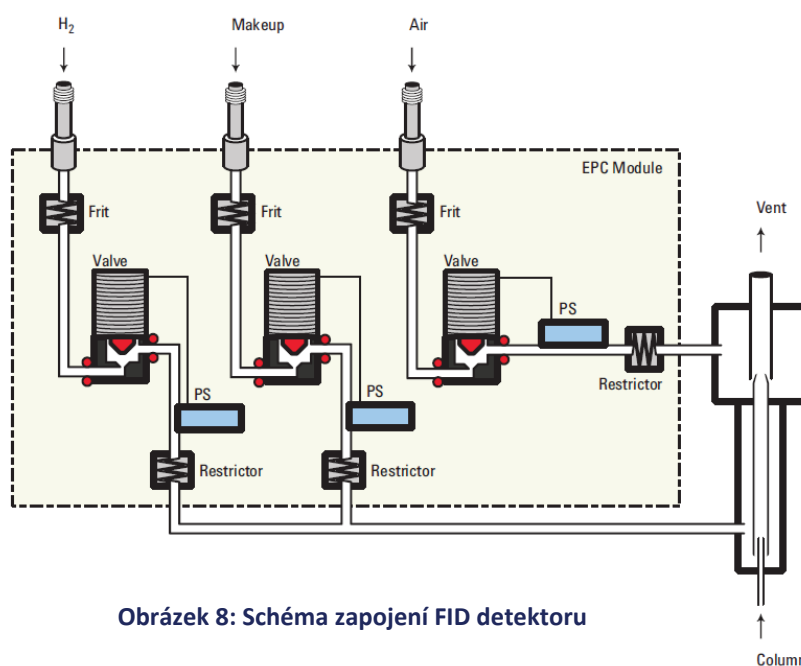 H2 Makeup Air
EPC Module
Frit Frit Frit
Vent
Valve Valve Valve
PS
PS PS
Restrictor
Restrictor Restrictor
Obrázek 8: Schéma zapojení FID detektoru
Column